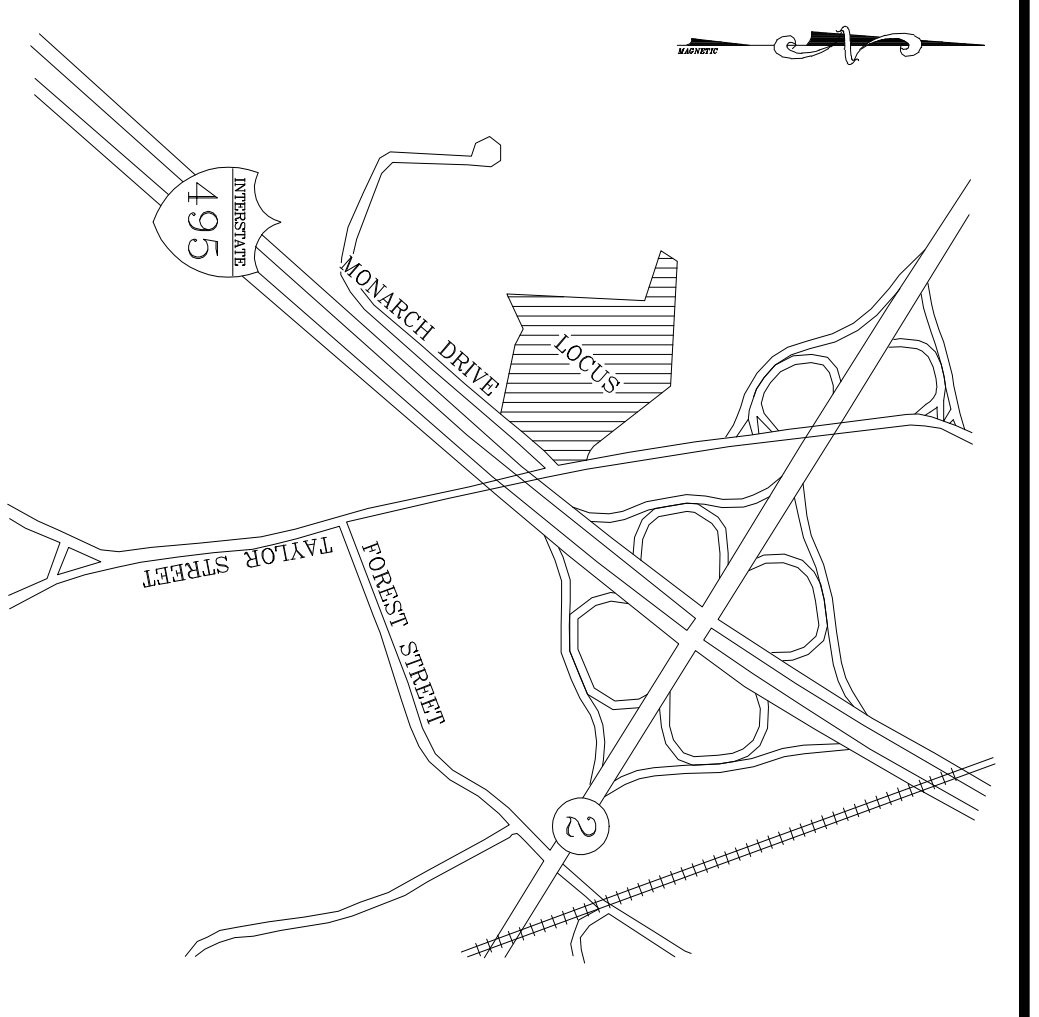 MAGNETIC
N
INTERSTATE
495
MONARCH DRIVE
LOCUS
TAYLOR STREET
FOREST STREET
2